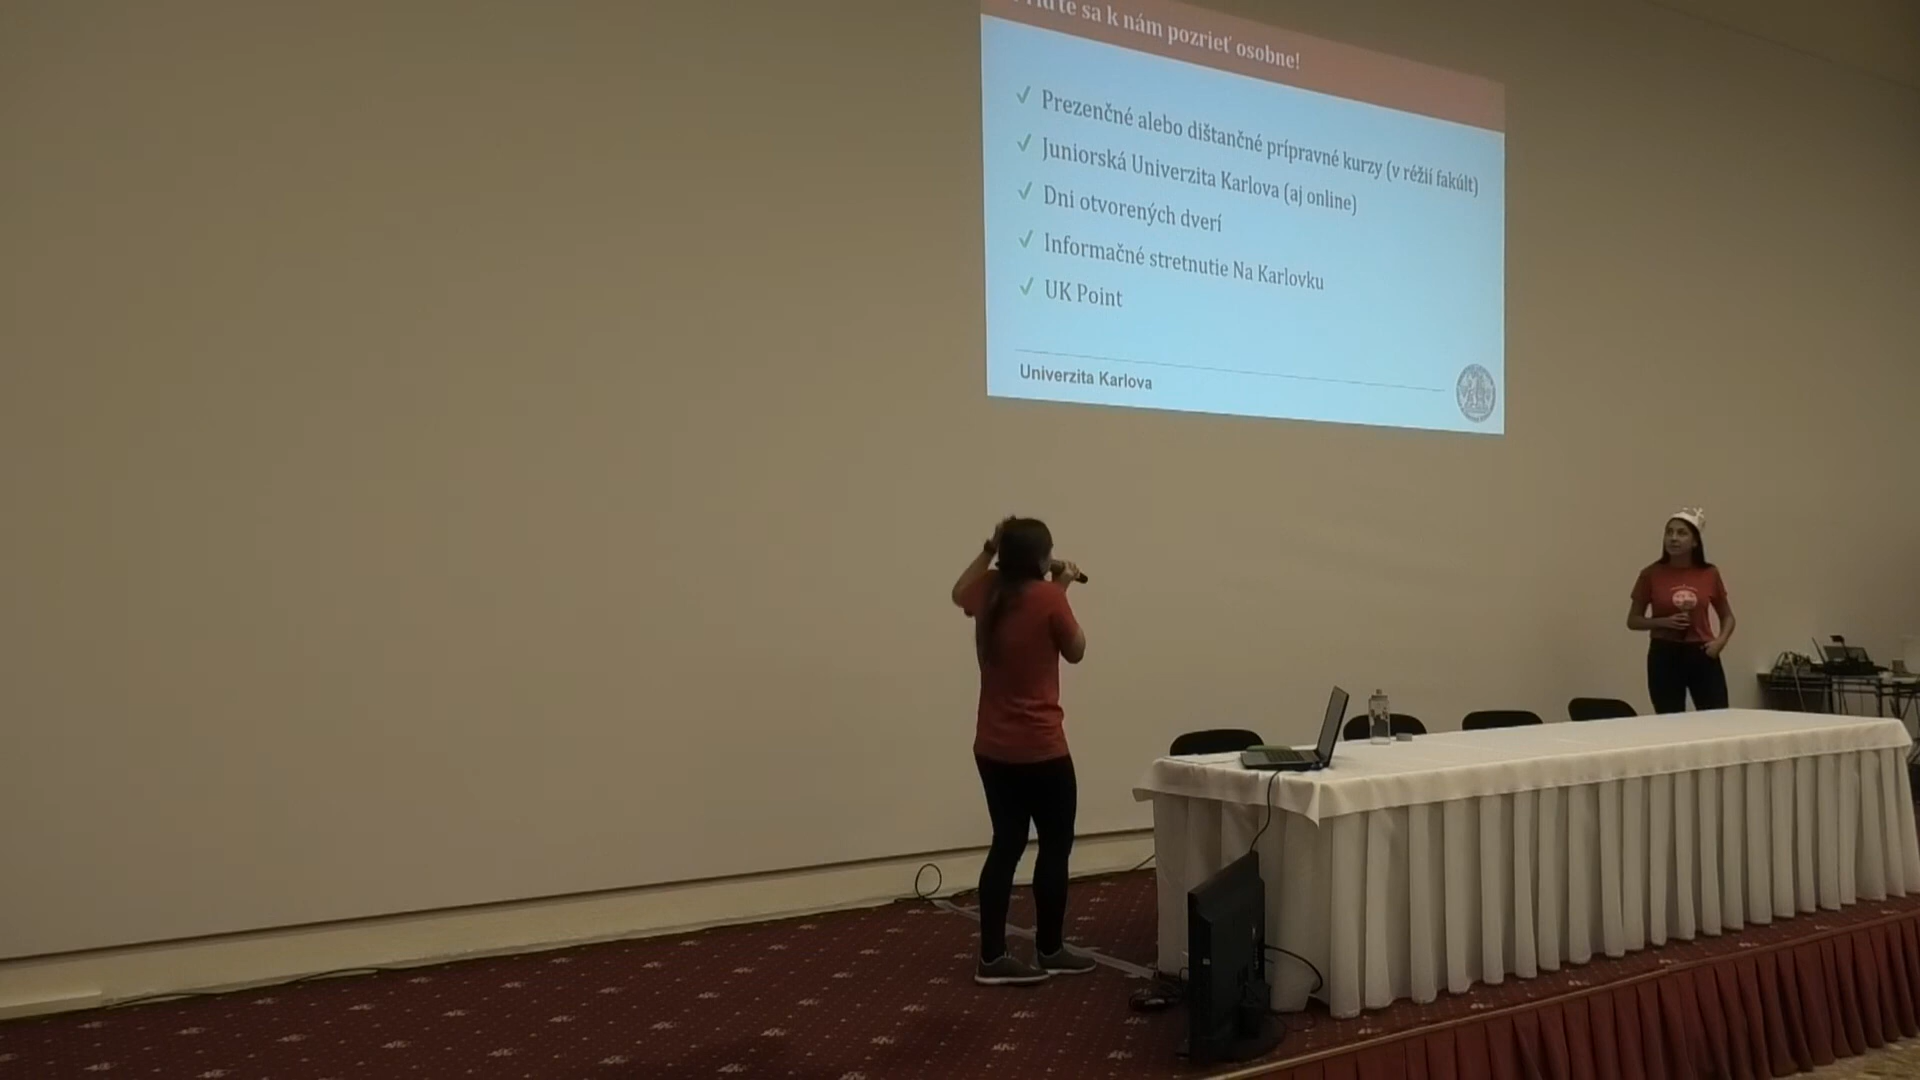 sa k nám pozrieť osobne!
✓ Prezenčné alebo dištančné prípravné kurzy (v réžií fakúlt)
✓ Juniorská Univerzita Karlova (aj online)
✓ Dni otvorených dverí
✓ Informačné stretnutie Na Karlovku
✓ UK Point
Univerzita Karlova